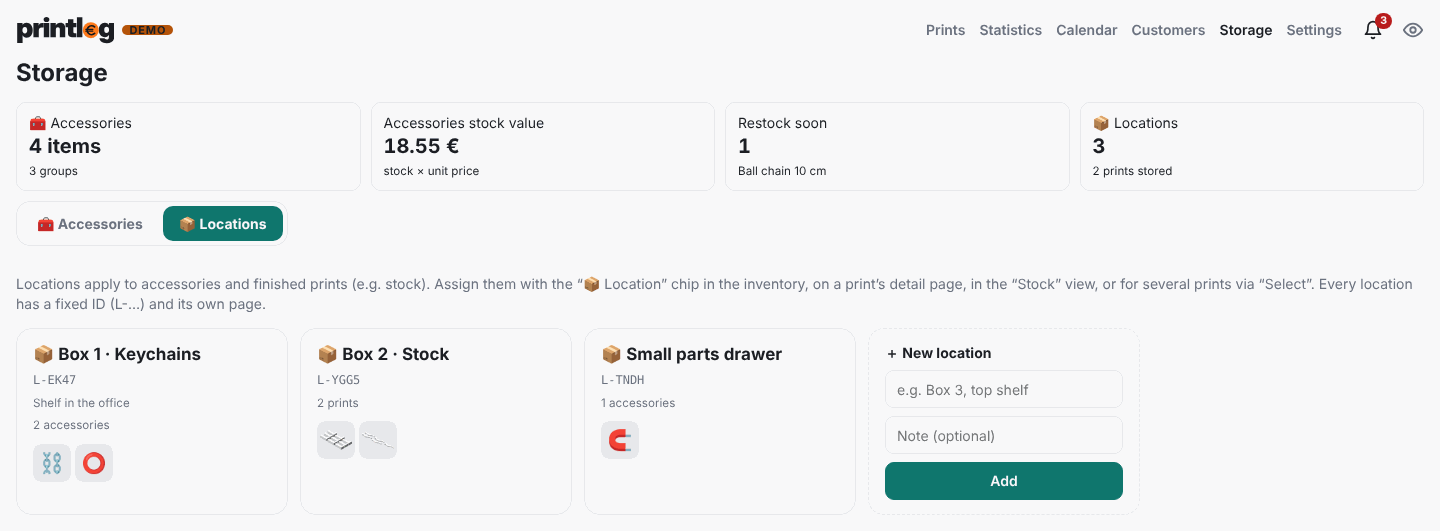 printl€g DEMO
Prints Statistics Calendar Customers Storage Settings 3
Storage
🧰 Accessories
4 items
3 groups
Accessories stock value
18.55 €
stock × unit price
Restock soon
1
Ball chain 10 cm
📦 Locations
3
2 prints stored
🧰 Accessories 📦 Locations
Locations apply to accessories and finished prints (e.g. stock). Assign them with the “📦 Location” chip in the inventory, on a print’s detail page, in the “Stock” view, or for several prints via “Select”. Every location
has a fixed ID (L-…) and its own page.
📦 Box 1 · Keychains
L-EK47
Shelf in the office
2 accessories
📦 Box 2 · Stock
L-YGG5
2 prints
📦 Small parts drawer
L-TNDH
1 accessories
+ New location
e.g. Box 3, top shelf
Note (optional)
Add